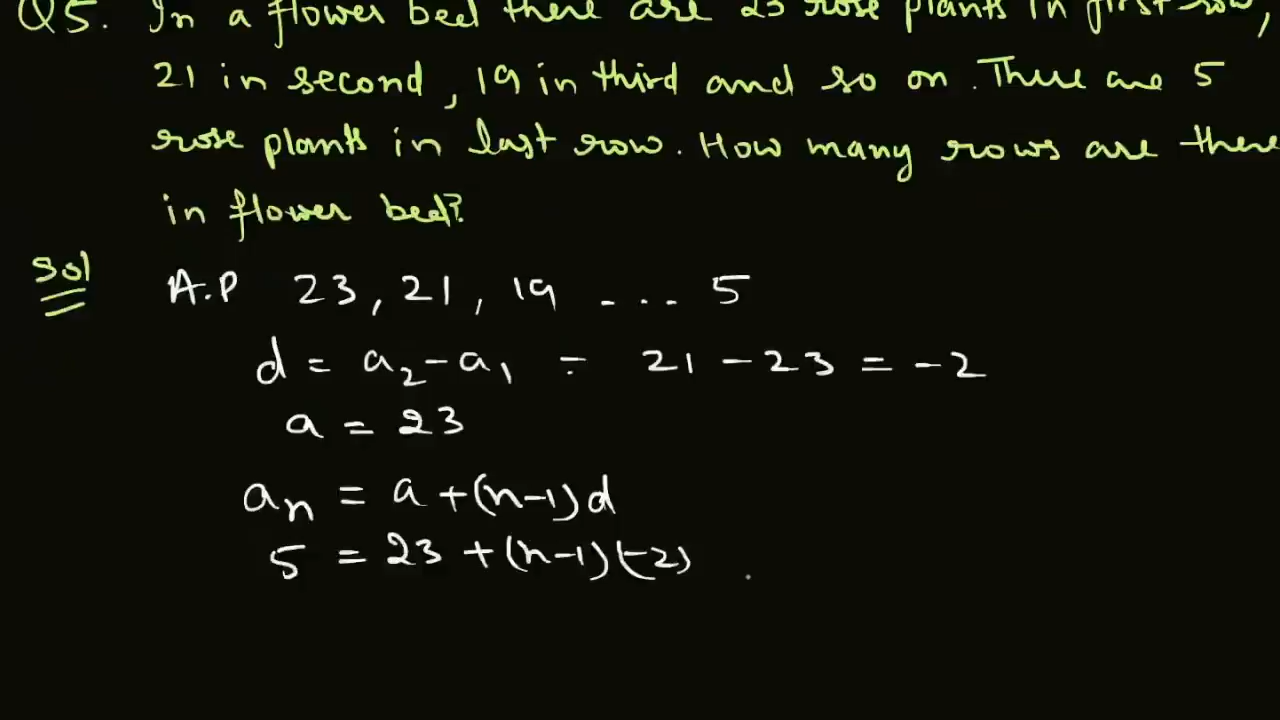 Q5. In a flower bed there are 23 rose plants in first row,
21 in second, 19 in third and so on. There are 5
rose plants in last row. How many rows are there
in flower bed?
Sol A.P 23, 21, 19 ... 5
d = a₂ - a₁ = 21 - 23 = -2
a = 23
aₙ = a + (n-1)d
5 = 23 + (n-1)(-2)